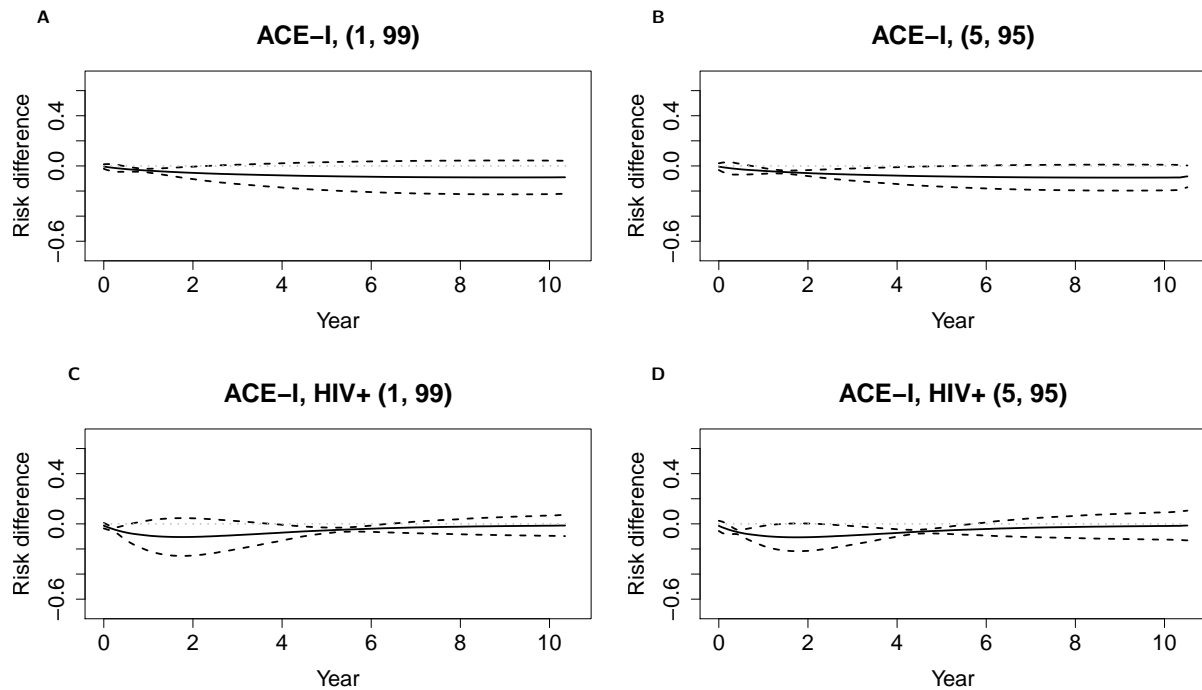 A
ACE−I, (1, 99)
Risk difference
−0.6
0.0
0.4
0
2
4
6
8
10
Year
B
ACE−I, (5, 95)
Risk difference
−0.6
0.0
0.4
0
2
4
6
8
10
Year
C
ACE−I, HIV+ (1, 99)
Risk difference
−0.6
0.0
0.4
0
2
4
6
8
10
Year
D
ACE−I, HIV+ (5, 95)
Risk difference
−0.6
0.0
0.4
0
2
4
6
8
10
Year